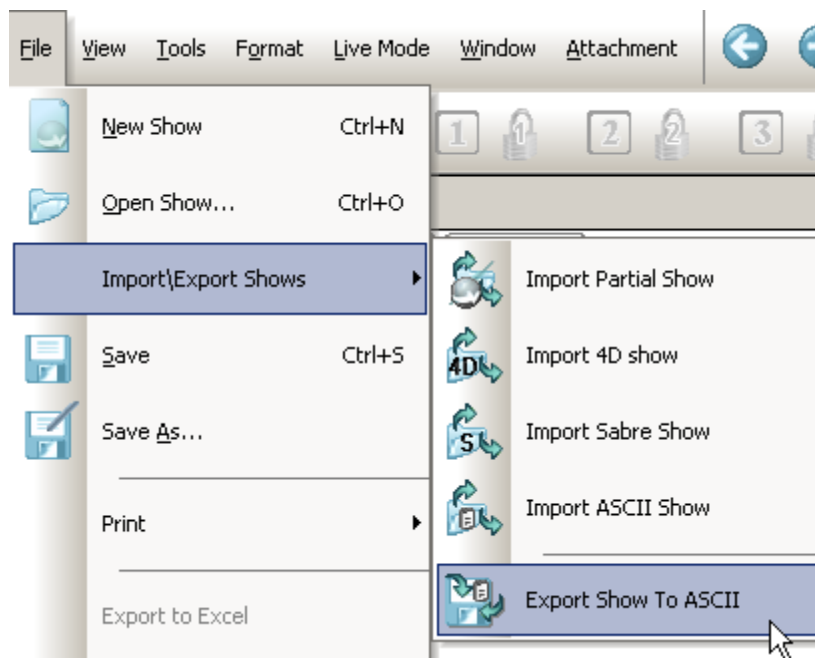 File View Tools Format Live Mode Window Attachment
New Show Ctrl+N
1 1 2 2 3
Open Show... Ctrl+O
Import\Export Shows
Import Partial Show
Save Ctrl+S
4D Import 4D show
Save As...
S Import Sabre Show
Import ASCII Show
Print
Export Show To ASCII
Export to Excel